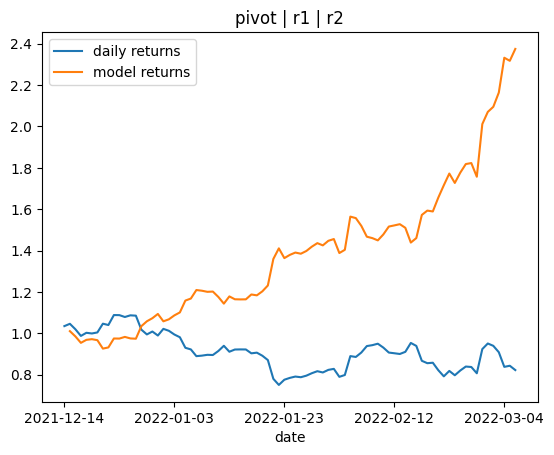 pivot | r1 | r2
daily returns
model returns
2.4
2.2
2.0
1.8
1.6
1.4
1.2
1.0
0.8
2021-12-14 2022-01-03 2022-01-23 2022-02-12 2022-03-04
date